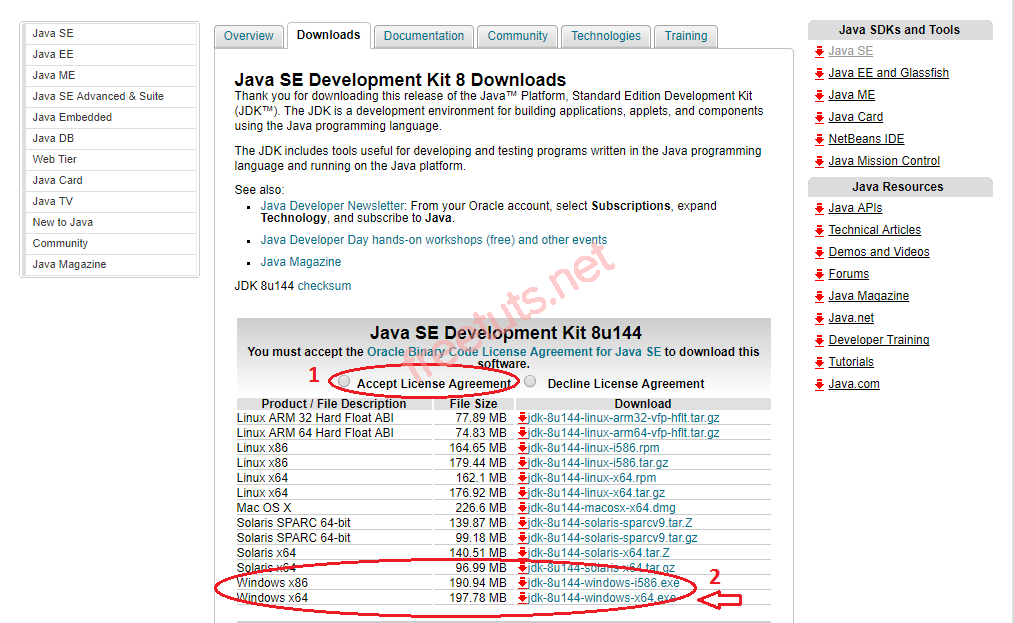 Java SE
Java EE
Java ME
Java SE Advanced & Suite
Java Embedded
Java DB
Web Tier
Java Card
Java TV
New to Java
Community
Java Magazine
Overview
Downloads
Documentation
Community
Technologies
Training
Java SE Development Kit 8 Downloads
Thank you for downloading this release of the Java™ Platform, Standard Edition Development Kit
(JDK™). The JDK is a development environment for building applications, applets, and components
using the Java programming language.
The JDK includes tools useful for developing and testing programs written in the Java programming
language and running on the Java platform.
See also:
Java Developer Newsletter: From your Oracle account, select Subscriptions, expand
Technology, and subscribe to Java.
Java Developer Day hands-on workshops (free) and other events
Java Magazine
JDK 8u144 checksum
freetuts.net
Java SE Development Kit 8u144
You must accept the Oracle Binary Code License Agreement for Java SE to download this
software.
1 Accept License Agreement Decline License Agreement
Product / File Description File Size Download
Linux ARM 32 Hard Float ABI 77.89 MB jdk-8u144-linux-arm32-vfp-hflt.tar.gz
Linux ARM 64 Hard Float ABI 74.83 MB jdk-8u144-linux-arm64-vfp-hflt.tar.gz
Linux x86 164.65 MB jdk-8u144-linux-i586.rpm
Linux x86 179.44 MB jdk-8u144-linux-i586.tar.gz
Linux x64 162.1 MB jdk-8u144-linux-x64.rpm
Linux x64 176.92 MB jdk-8u144-linux-x64.tar.gz
Mac OS X 226.6 MB jdk-8u144-macosx-x64.dmg
Solaris SPARC 64-bit 139.87 MB jdk-8u144-solaris-sparcv9.tar.Z
Solaris SPARC 64-bit 99.18 MB jdk-8u144-solaris-sparcv9.tar.gz
Solaris x64 140.51 MB jdk-8u144-solaris-x64.tar.Z
Solaris x64 96.99 MB jdk-8u144-solaris-x64.tar.gz
Windows x86 190.94 MB jdk-8u144-windows-i586.exe 2
Windows x64 197.78 MB jdk-8u144-windows-x64.exe
Java SDKs and Tools
Java SE
Java EE and Glassfish
Java ME
Java Card
NetBeans IDE
Java Mission Control
Java Resources
Java APIs
Technical Articles
Demos and Videos
Forums
Java Magazine
Java.net
Developer Training
Tutorials
Java.com